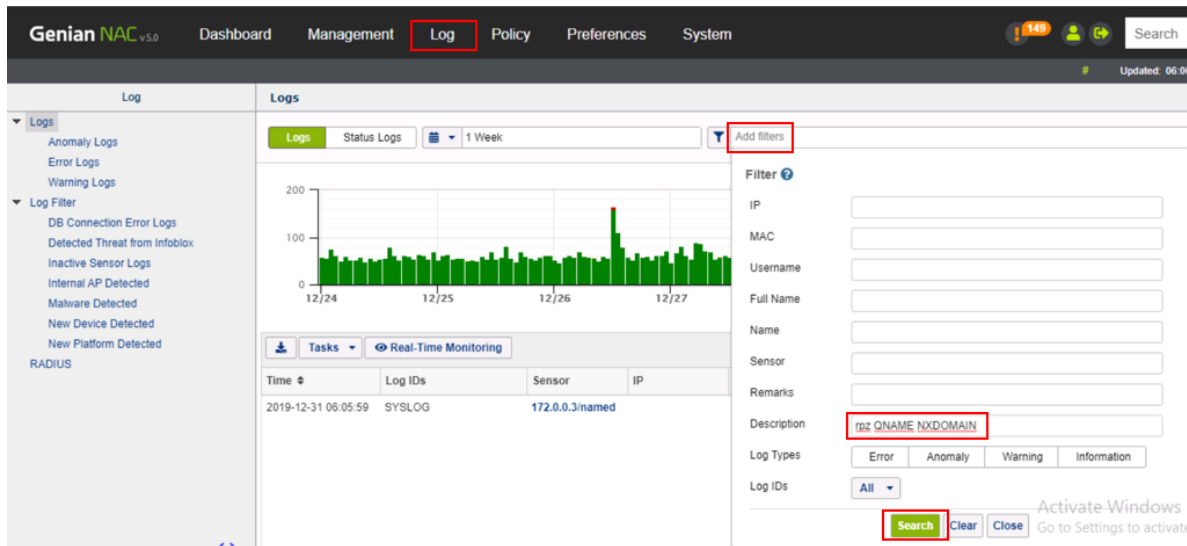 Genian NAC v5.0 Dashboard Management Log Policy Preferences System 149 Search
# Updated: 06:0
Log
Logs
Anomaly Logs
Error Logs
Warning Logs
Log Filter
DB Connection Error Logs
Detected Threat from Infoblox
Inactive Sensor Logs
Internal AP Detected
Malware Detected
New Device Detected
New Platform Detected
RADIUS
Logs
Logs Status Logs 1 Week Add filters
200
100
0
12/24 12/25 12/26 12/27
Tasks Real-Time Monitoring
Time Log IDs Sensor IP
2019-12-31 06:05:59 SYSLOG 172.0.0.3/named
Filter ?
IP
MAC
Username
Full Name
Name
Sensor
Remarks
Description rpz QNAME NXDOMAIN
Log Types Error Anomaly Warning Information
Log IDs All
Search Clear Close
Activate Windows
Go to Settings to activate